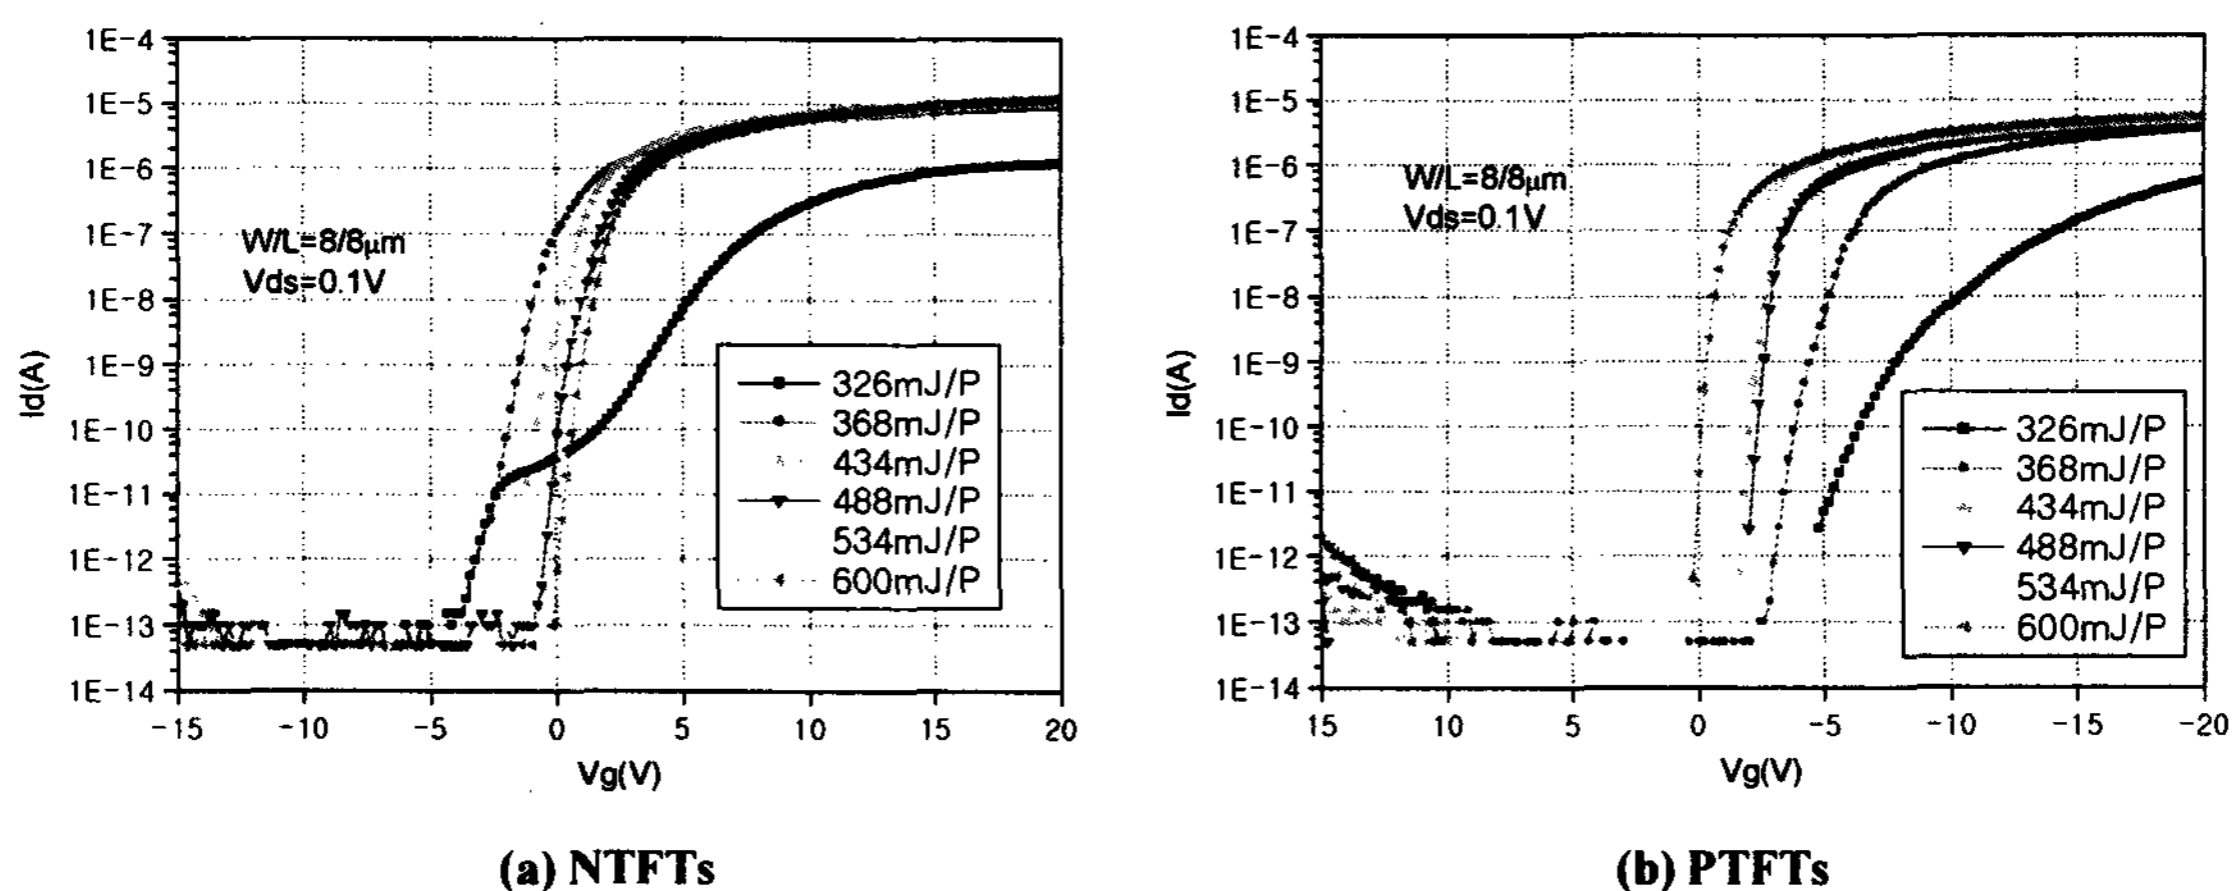 1E-4
1E-5
1E-6
1E-7
1E-8
1E-9
1E-10
1E-11
1E-12
1E-13
1E-14
Id(A)
W/L=8/8μm
Vds=0.1V
326mJ/P
368mJ/P
434mJ/P
488mJ/P
534mJ/P
600mJ/P
-15 -10 -5 0 5 10 15 20
Vg(V)
(a) NTFTs
1E-4
1E-5
1E-6
1E-7
1E-8
1E-9
1E-10
1E-11
1E-12
1E-13
1E-14
Id(A)
W/L=8/8μm
Vds=0.1V
326mJ/P
368mJ/P
434mJ/P
488mJ/P
534mJ/P
600mJ/P
15 10 5 0 -5 -10 -15 -20
Vg(V)
(b) PTFTs